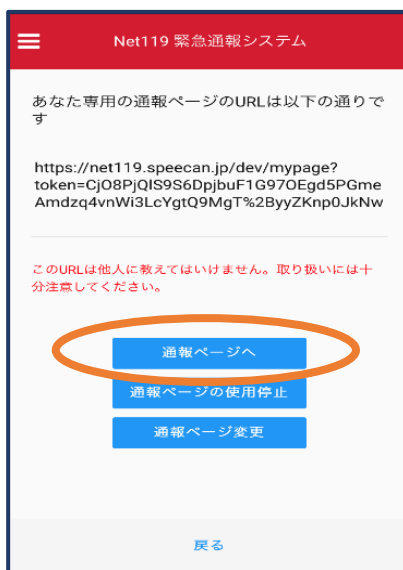 Net119 緊急通報システム
あなた専用の通報ページのURLは以下の通りで
す
https://net119.speecan.jp/dev/mypage?
token=CjO8PjQIS9S6DpjbuF1G97OEgd5PGme
Amdzq4vnWi3LcYgtQ9MgT%2ByyZKnp0JkNw
このURLは他人に教えてはいけません。取り扱いには十
分注意してください。
通報ページへ
通報ページの使用停止
通報ページ変更
戻る